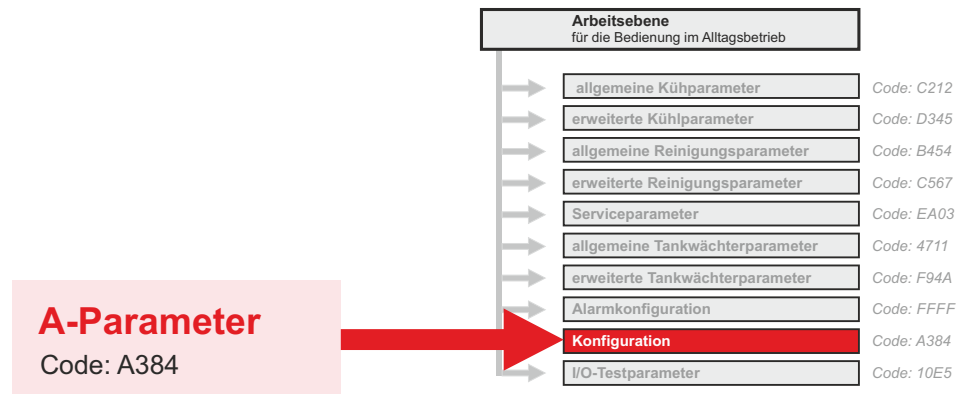 Arbeitsebene
für die Bedienung im Alltagsbetrieb
allgemeine Kühparameter Code: C212
erweiterte Kühlparameter Code: D345
allgemeine Reinigungsparameter Code: B454
erweiterte Reinigungsparameter Code: C567
Serviceparameter Code: EA03
allgemeine Tankwächterparameter Code: 4711
erweiterte Tankwächterparameter Code: F94A
Alarmkonfiguration Code: FFFF
A-Parameter
Code: A384
Konfiguration Code: A384
I/O-Testparameter Code: 10E5